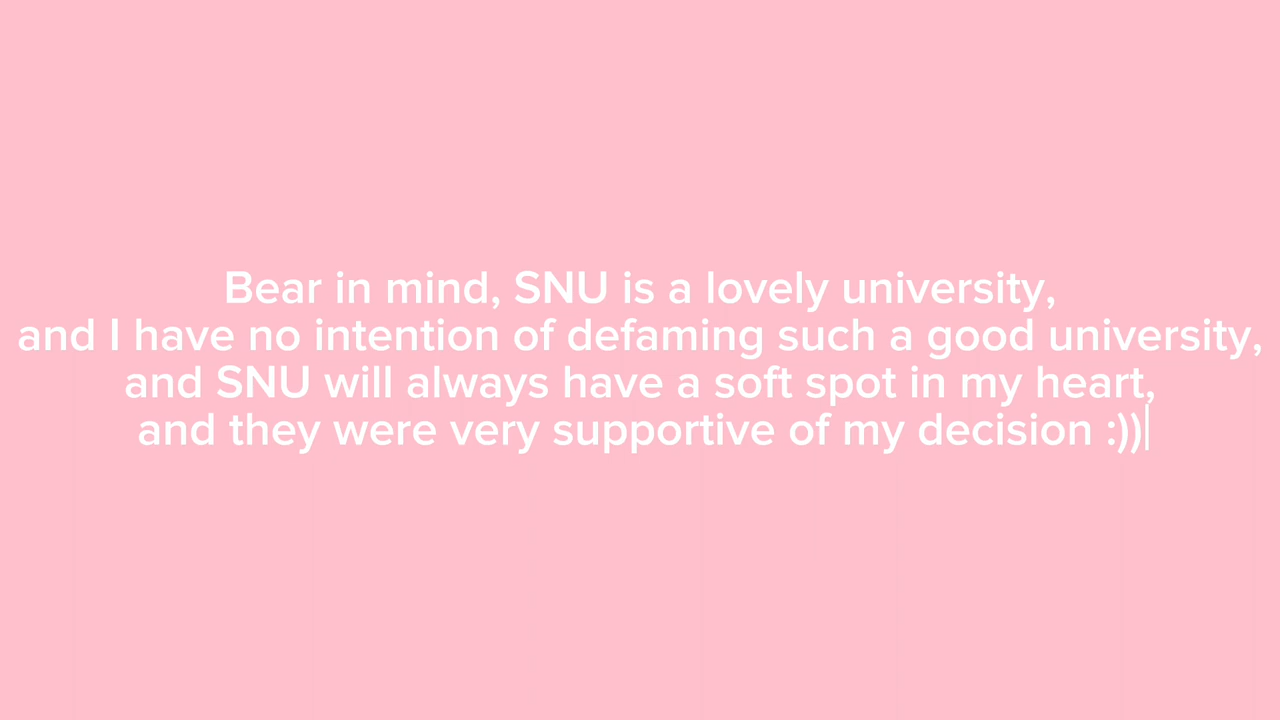 Bear in mind, SNU is a lovely university,
and I have no intention of defaming such a good university,
and SNU will always have a soft spot in my heart,
and they were very supportive of my decision :))